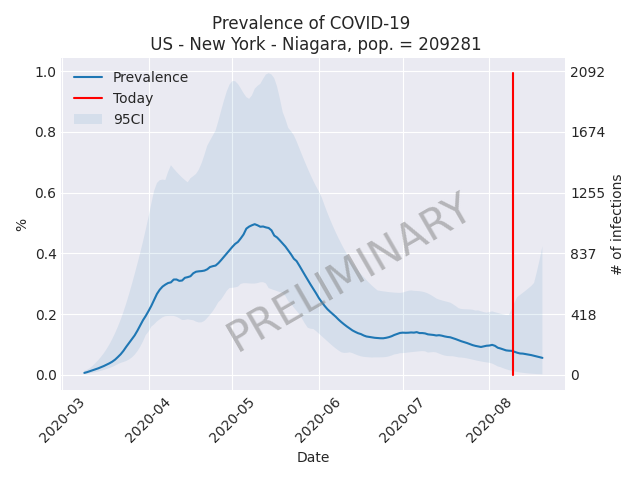 Prevalence of COVID-19
US - New York - Niagara, pop. = 209281
Prevalence
Today
95CI
1.0
0.8
0.6
0.4
0.2
0.0
%
2092
1674
1255
837
418
0
# of infections
PRELIMINARY
2020-03
2020-04
2020-05
2020-06
2020-07
2020-08
Date